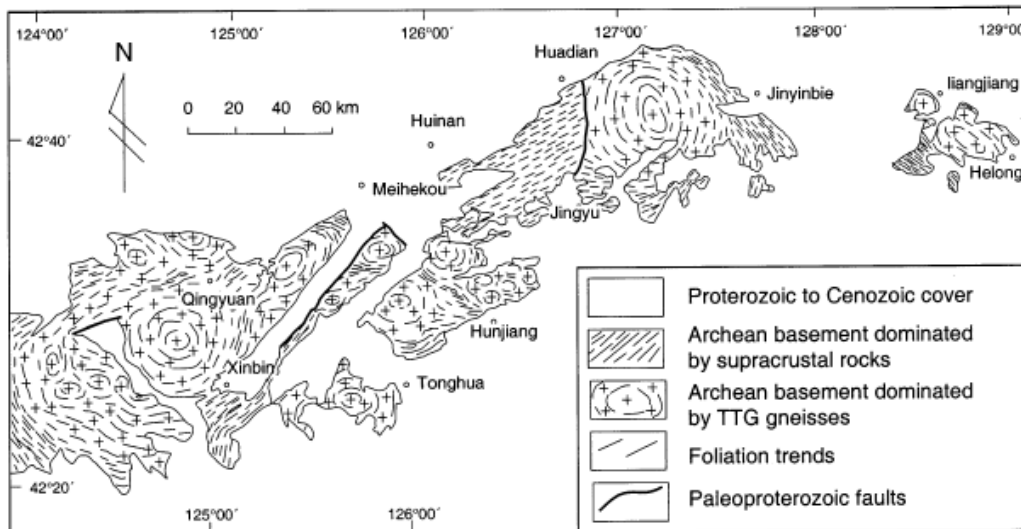 124°00′ 125°00′ 126°00′ 127°00′ 128°00′ 129°00′
N
Huadian
liangjiang
Jinyinbie
0 20 40 60 km
Huinan
42°40′
Helong
Meihekou
Jingyu
Qingyuan
Hunjiang
Xinbin
Tonghua
42°20′
125°00′ 126°00′
Proterozoic to Cenozoic cover
Archean basement dominated
by supracrustal rocks
Archean basement dominated
by TTG gneisses
Foliation trends
Paleoproterozoic faults